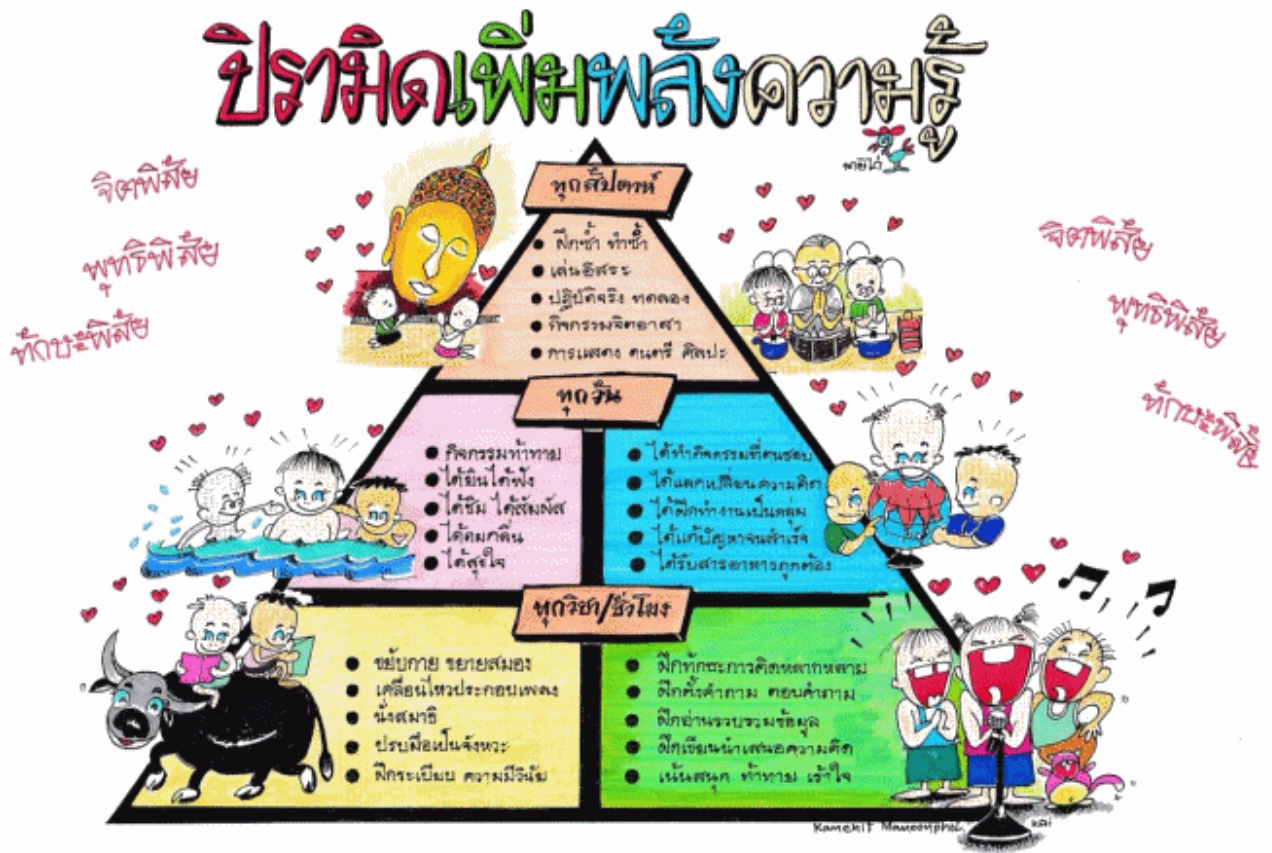 ปิรามิดเพิ่มพลังความรู้
พายไก่
จิตพิสัย
พุทธิพิสัย
ทักษะพิสัย
จิตพิสัย
พุทธิพิสัย
ทักษะพิสัย
ทุกสัปดาห์
• ฝึกซ้ำ ทำซ้ำ
• เล่นอิสระ
• ปฏิบัติจริง ทดลอง
• กิจกรรมจิตอาสา
• การแสดง ดนตรี ศิลปะ
ทุกวัน
• กิจกรรมท้าทาย
• ได้ยินได้ฟัง
• ได้ชิม ได้สัมผัส
• ได้ดมกลิ่น
• ได้สุขใจ
• ได้ทำกิจกรรมที่ตนชอบ
• ได้แลกเปลี่ยนความคิด
• ได้ฝึกทำงานเป็นกลุ่ม
• ได้แก้ปัญหาจนสำเร็จ
• ได้รับสารอาหารถูกต้อง
ทุกวิชา/ชั่วโมง
• ขยับกาย ขยายสมอง
• เคลื่อนไหวประกอบเพลง
• นั่งสมาธิ
• ปรบมือเป็นจังหวะ
• ฝึกระเบียบ ความมีวินัย
• ฝึกทักระการคิดหลากหลาย
• ฝึกตั้งคำถาม ตอบคำถาม
• ฝึกอ่านรวบรวมข้อมูล
• ฝึกเขียนนำเสนอความคิด
• เน้นสนุก ท้าทาย เร้าใจ
Kamchit
Kai